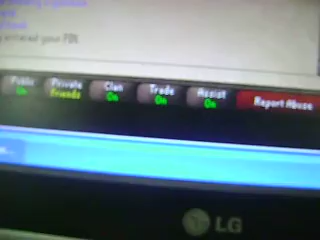 entered your PIN
Public Private Clan Trade Assist Report Abuse
On Friends On On On
LG